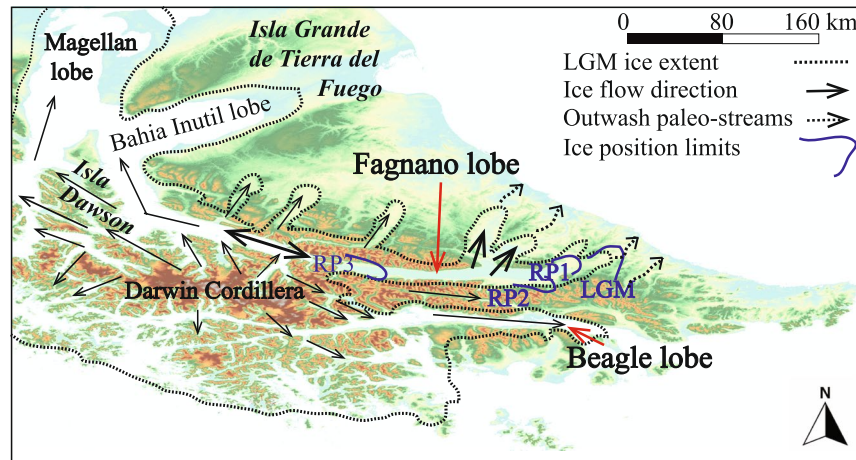 Magellan
lobe
Isla Grande
de Tierra del
Fuego
0 80 160 km
LGM ice extent
Ice flow direction
Outwash paleo-streams
Ice position limits
Bahia Inutil lobe
Isla
Dawson
Fagnano lobe
RP3
RP1
RP2
LGM
Darwin Cordillera
Beagle lobe
N